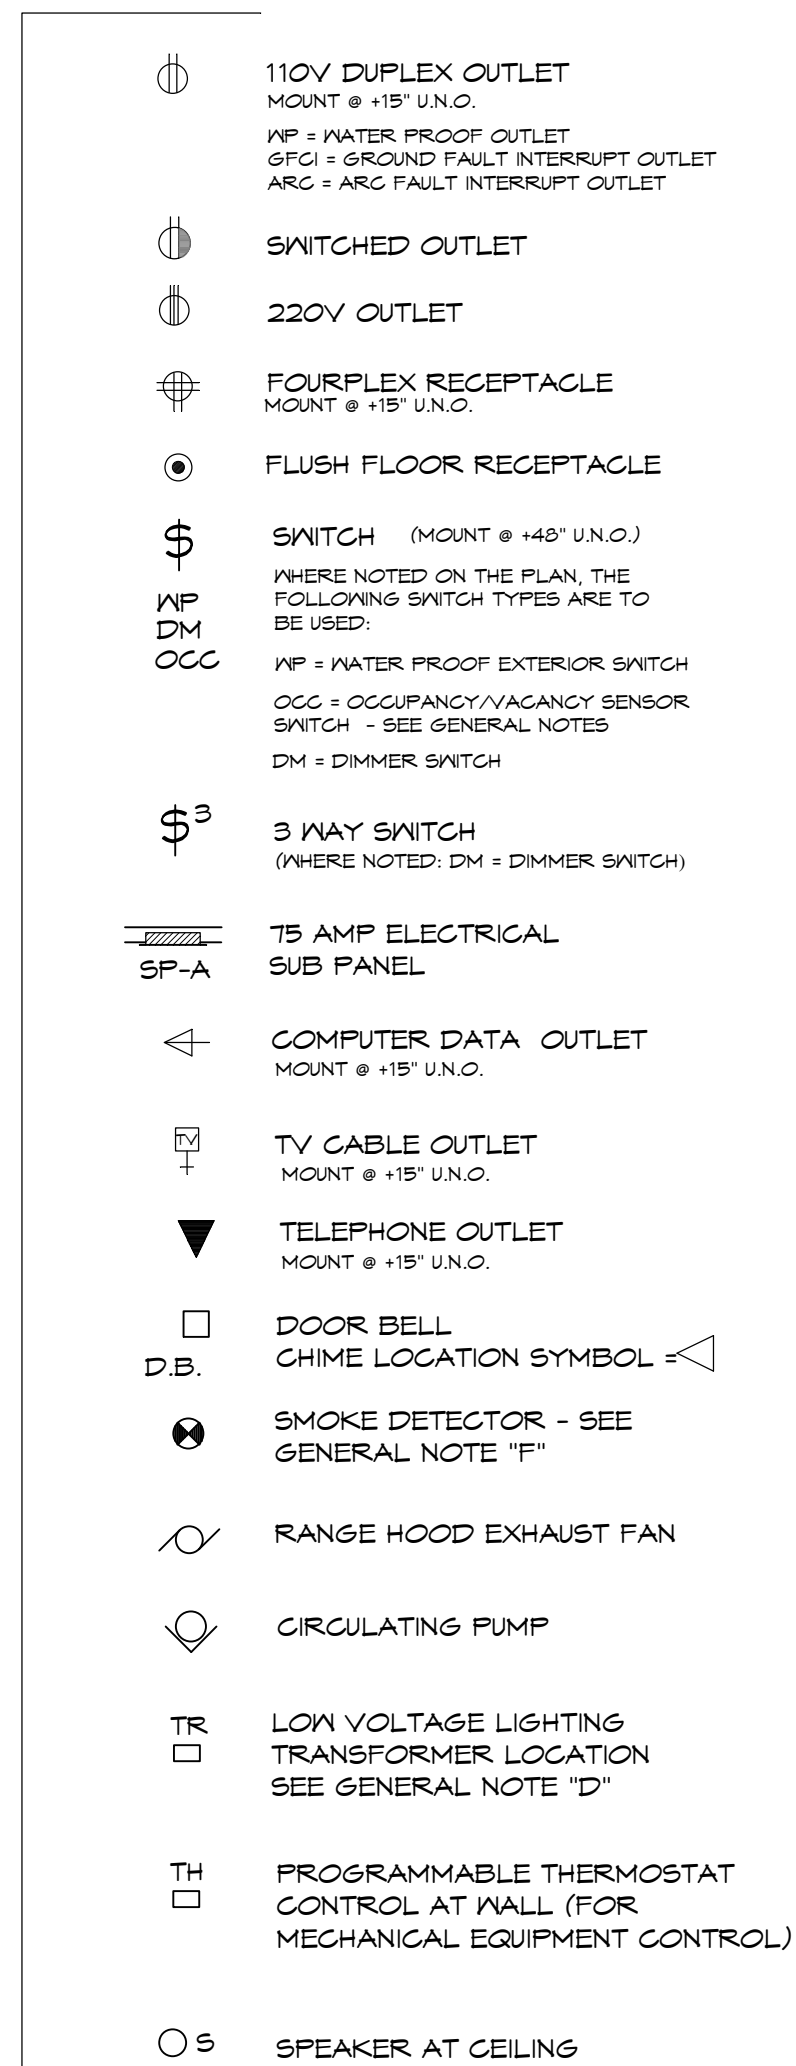 110V DUPLEX OUTLET
MOUNT @ +15" U.N.O.
WP = WATER PROOF OUTLET
GFCI = GROUND FAULT INTERRUPT OUTLET
ARC = ARC FAULT INTERRUPT OUTLET
SWITCHED OUTLET
220V OUTLET
FOURPLEX RECEPTACLE
MOUNT @ +15" U.N.O.
FLUSH FLOOR RECEPTACLE
$ SWITCH (MOUNT @ +48" U.N.O.)
WHERE NOTED ON THE PLAN, THE
FOLLOWING SWITCH TYPES ARE TO
BE USED:
WP
DM
OCC
WP = WATER PROOF EXTERIOR SWITCH
OCC = OCCUPANCY/VACANCY SENSOR
SWITCH - SEE GENERAL NOTES
DM = DIMMER SWITCH
$3 3 WAY SWITCH
(WHERE NOTED: DM = DIMMER SWITCH)
75 AMP ELECTRICAL
SP-A SUB PANEL
COMPUTER DATA OUTLET
MOUNT @ +15" U.N.O.
TV TV CABLE OUTLET
MOUNT @ +15" U.N.O.
TELEPHONE OUTLET
MOUNT @ +15" U.N.O.
DOOR BELL
D.B. CHIME LOCATION SYMBOL =
SMOKE DETECTOR - SEE
GENERAL NOTE "F"
RANGE HOOD EXHAUST FAN
CIRCULATING PUMP
TR LOW VOLTAGE LIGHTING
TRANSFORMER LOCATION
SEE GENERAL NOTE "D"
TH PROGRAMMABLE THERMOSTAT
CONTROL AT WALL (FOR
MECHANICAL EQUIPMENT CONTROL)
S SPEAKER AT CEILING